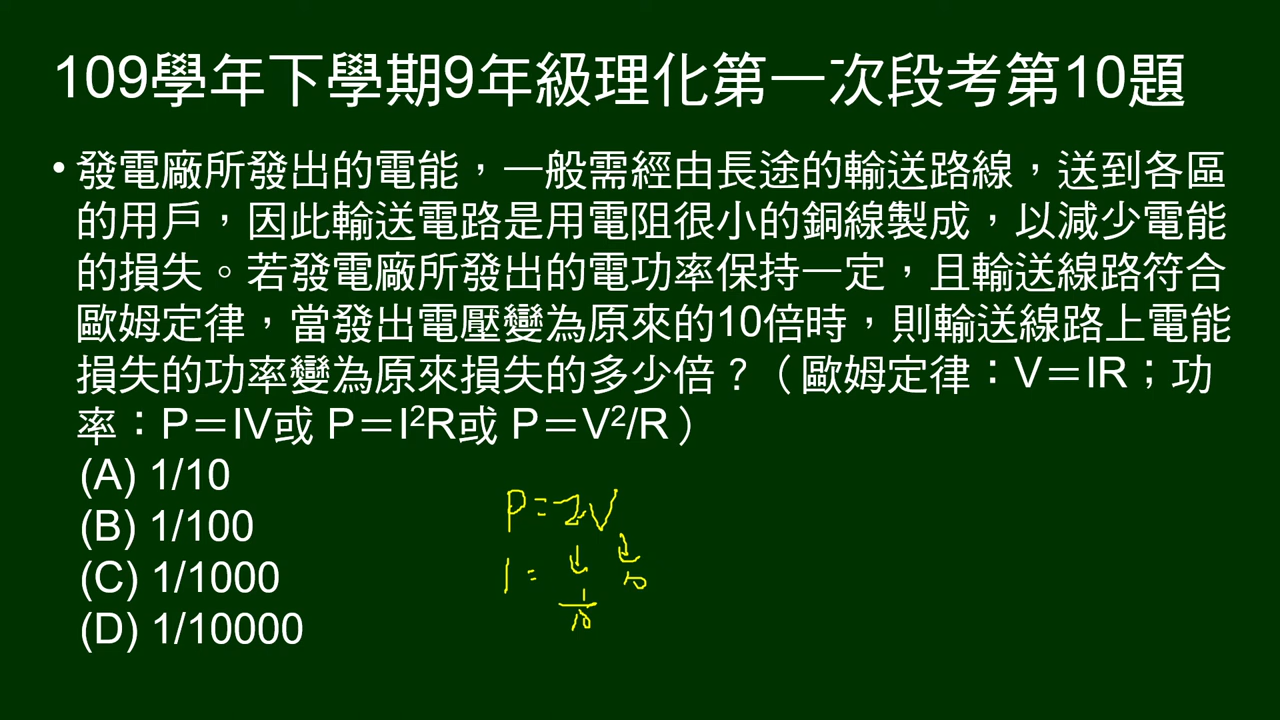 109學年下學期9年級理化第一次段考第10題
• 發電廠所發出的電能，一般需經由長途的輸送路線，送到各區
的用戶，因此輸送電路是用電阻很小的銅線製成，以減少電能
的損失。若發電廠所發出的電功率保持一定，且輸送線路符合
歐姆定律，當發出電壓變為原來的10倍時，則輸送線路上電能
損失的功率變為原來損失的多少倍？（歐姆定律：V＝IR；功
率：P＝IV或 P＝I²R或 P＝V²/R）
(A) 1/10
(B) 1/100
(C) 1/1000
(D) 1/10000
P=IV
↓ ↓
1= 1/10 10